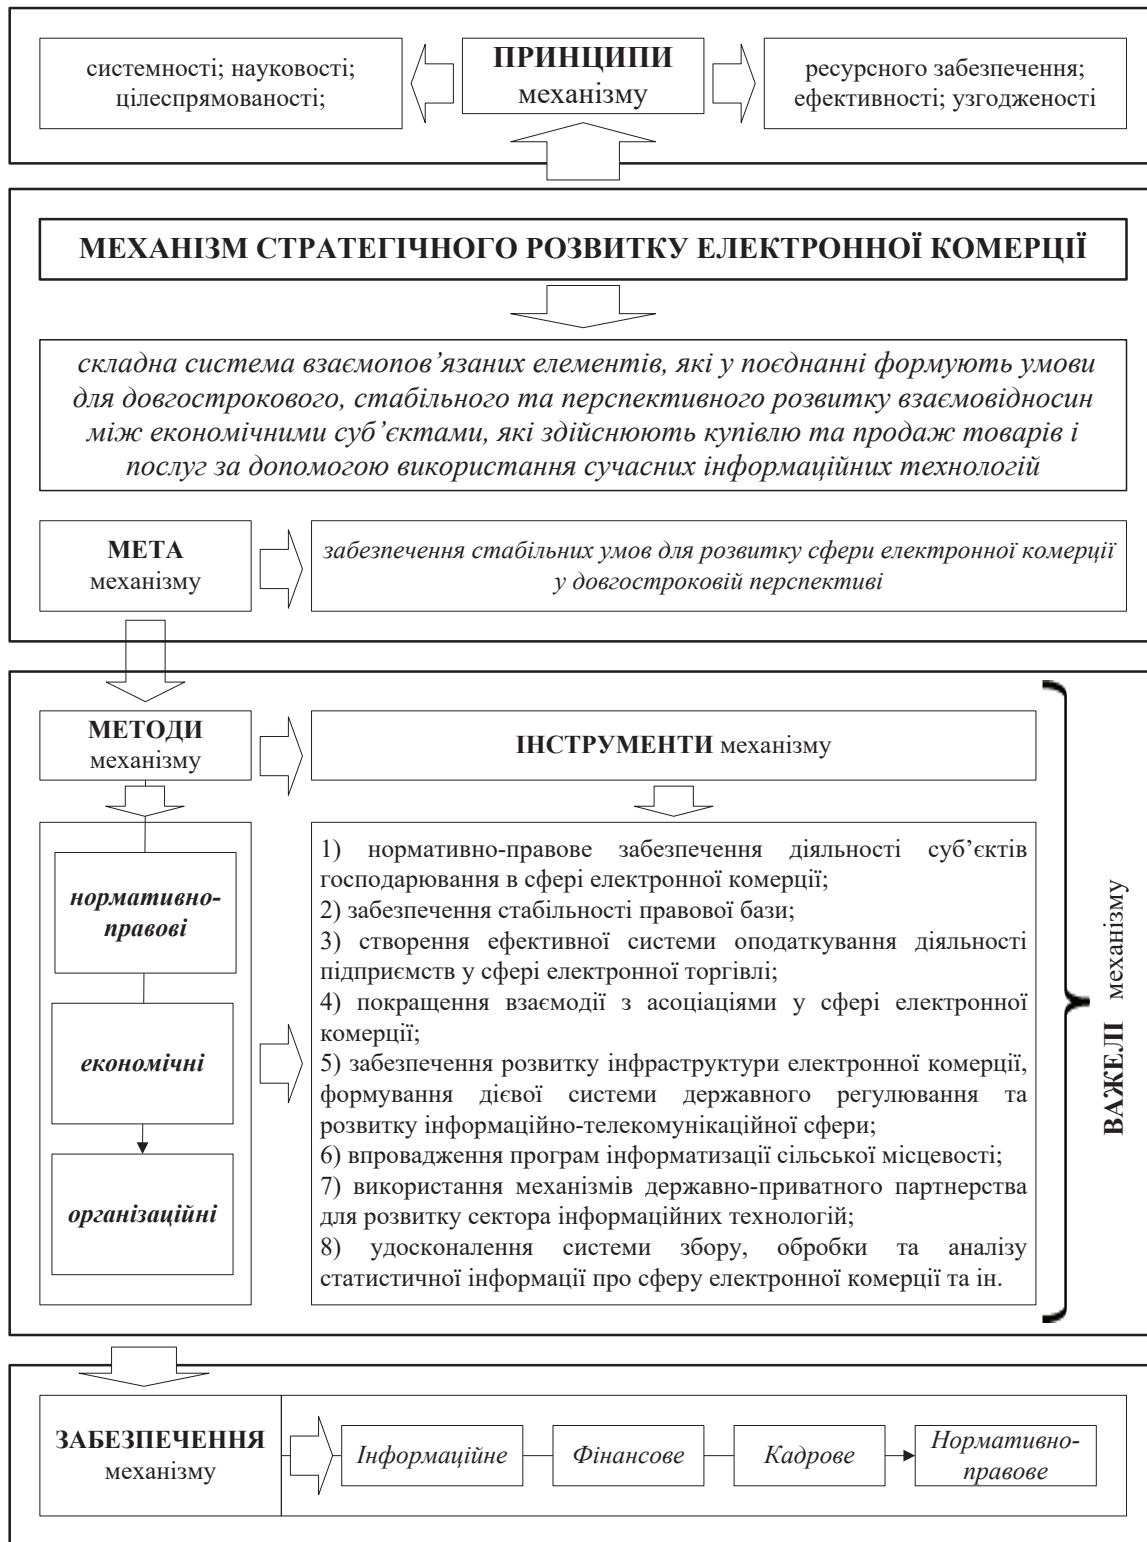 системності; науковості;
цілеспрямованості;
ПРИНЦИПИ
механізму
ресурсного забезпечення;
ефективності; узгодженості
МЕХАНІЗМ СТРАТЕГІЧНОГО РОЗВИТКУ ЕЛЕКТРОННОЇ КОМЕРЦІЇ
складна система взаємопов’язаних елементів, які у поєднанні формують умови
для довгострокового, стабільного та перспективного розвитку взаємовідносин
між економічними суб’єктами, які здійснюють купівлю та продаж товарів і
послуг за допомогою використання сучасних інформаційних технологій
МЕТА
механізму
забезпечення стабільних умов для розвитку сфери електронної комерції
у довгостроковій перспективі
МЕТОДИ
механізму
ІНСТРУМЕНТИ механізму
нормативно-
правові
економічні
організаційні
1) нормативно-правове забезпечення діяльності суб’єктів
господарювання в сфері електронної комерції;
2) забезпечення стабільності правової бази;
3) створення ефективної системи оподаткування діяльності
підприємств у сфері електронної торгівлі;
4) покращення взаємодії з асоціаціями у сфері електронної
комерції;
5) забезпечення розвитку інфраструктури електронної комерції,
формування дієвої системи державного регулювання та
розвитку інформаційно-телекомунікаційної сфери;
6) впровадження програм інформатизації сільської місцевості;
7) використання механізмів державно-приватного партнерства
для розвитку сектора інформаційних технологій;
8) удосконалення системи збору, обробки та аналізу
статистичної інформації про сферу електронної комерції та ін.
ВАЖЕЛІ механізму
ЗАБЕЗПЕЧЕННЯ
механізму
Інформаційне
Фінансове
Кадрове
Нормативно-
правове